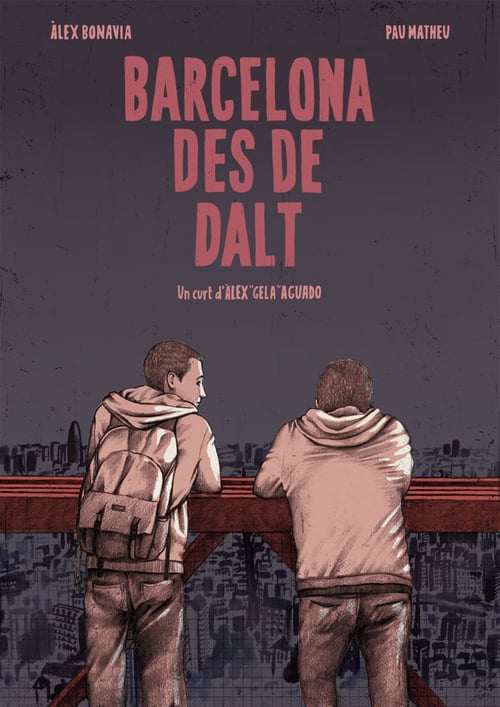 ÀLEX BONAVIA
PAU MATHEU
BARCELONA
DES DE
DALT
Un curt d'ÀLEX "GELA" AGUADO